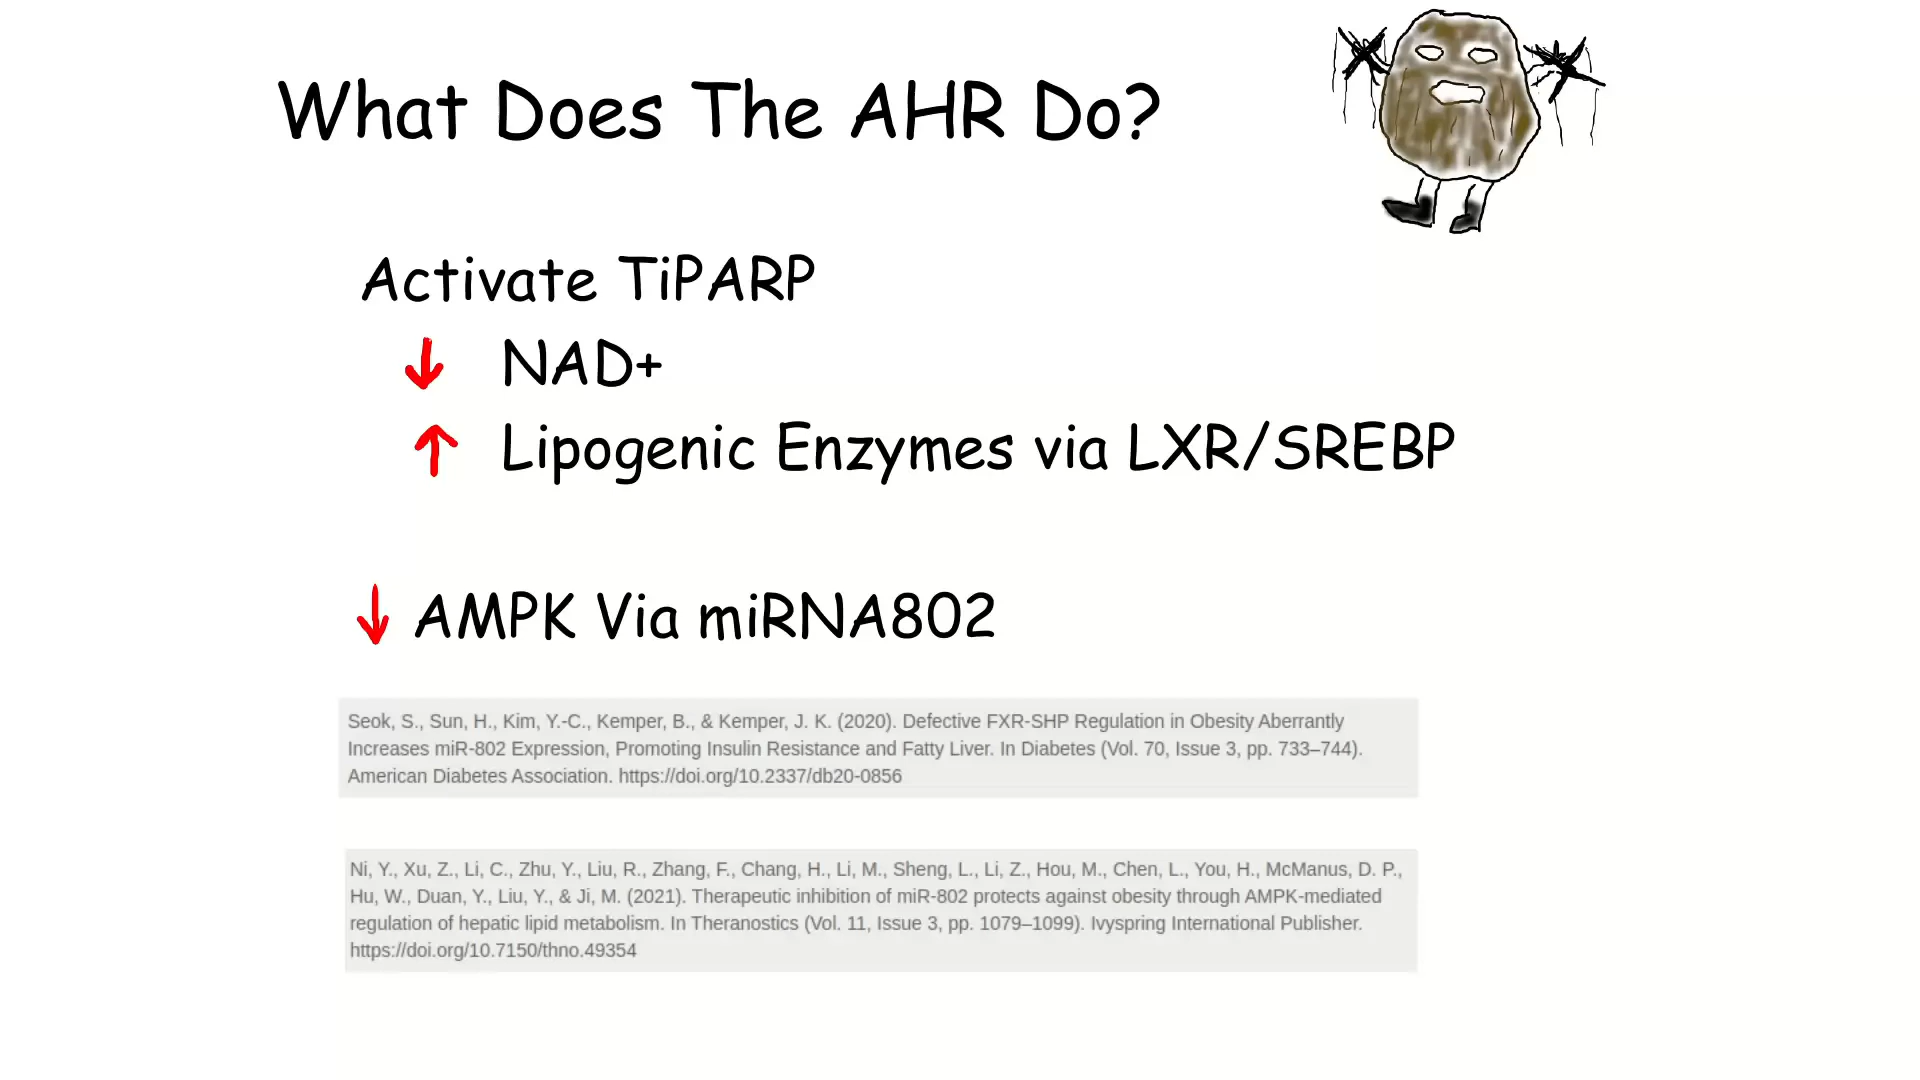 What Does The AHR Do?
Activate TiPARP
↓ NAD+
↑ Lipogenic Enzymes via LXR/SREBP
↓ AMPK Via miRNA802
Seok, S., Sun, H., Kim, Y.-C., Kemper, B., & Kemper, J. K. (2020). Defective FXR-SHP Regulation in Obesity Aberrantly
Increases miR-802 Expression, Promoting Insulin Resistance and Fatty Liver. In Diabetes (Vol. 70, Issue 3, pp. 733–744).
American Diabetes Association. https://doi.org/10.2337/db20-0856
Ni, Y., Xu, Z., Li, C., Zhu, Y., Liu, R., Zhang, F., Chang, H., Li, M., Sheng, L., Li, Z., Hou, M., Chen, L., You, H., McManus, D. P.,
Hu, W., Duan, Y., Liu, Y., & Ji, M. (2021). Therapeutic inhibition of miR-802 protects against obesity through AMPK-mediated
regulation of hepatic lipid metabolism. In Theranostics (Vol. 11, Issue 3, pp. 1079–1099). Ivyspring International Publisher.
https://doi.org/10.7150/thno.49354